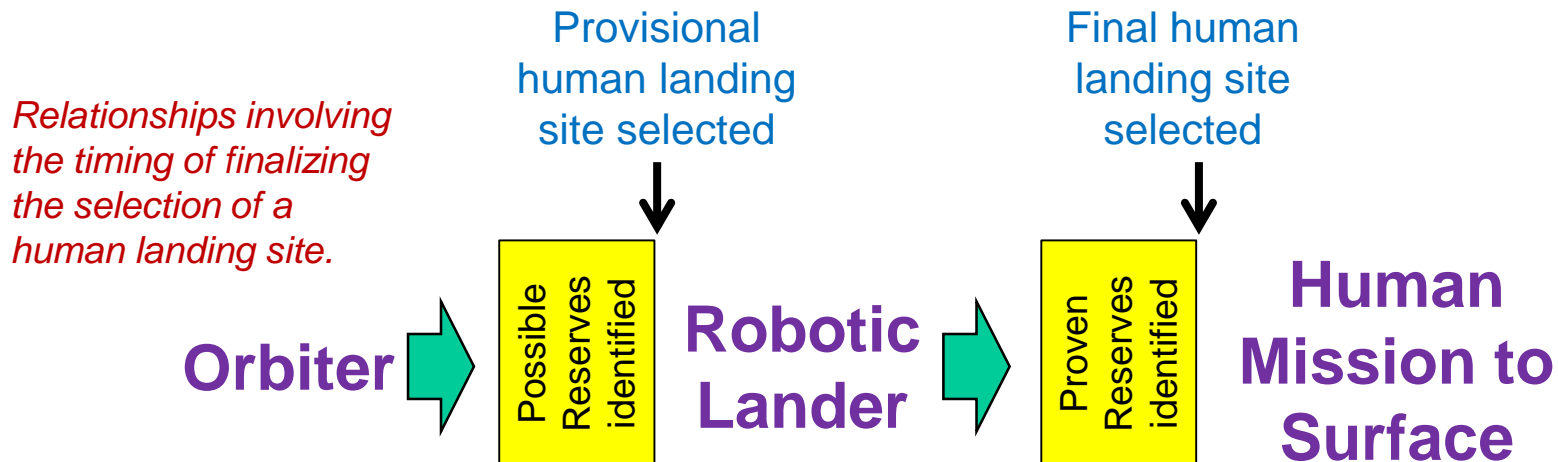 Relationships involving
the timing of finalizing
the selection of a
human landing site.
Provisional
human landing
site selected
Final human
landing site
selected
Orbiter
Possible
Reserves
identified
Robotic
Lander
Proven
Reserves
identified
Human
Mission to
Surface